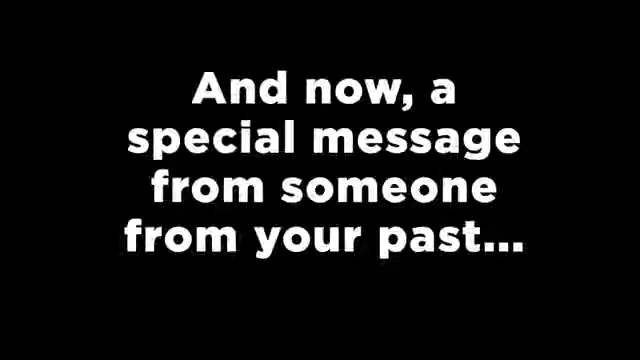 And now, a
special message
from someone
from your past...